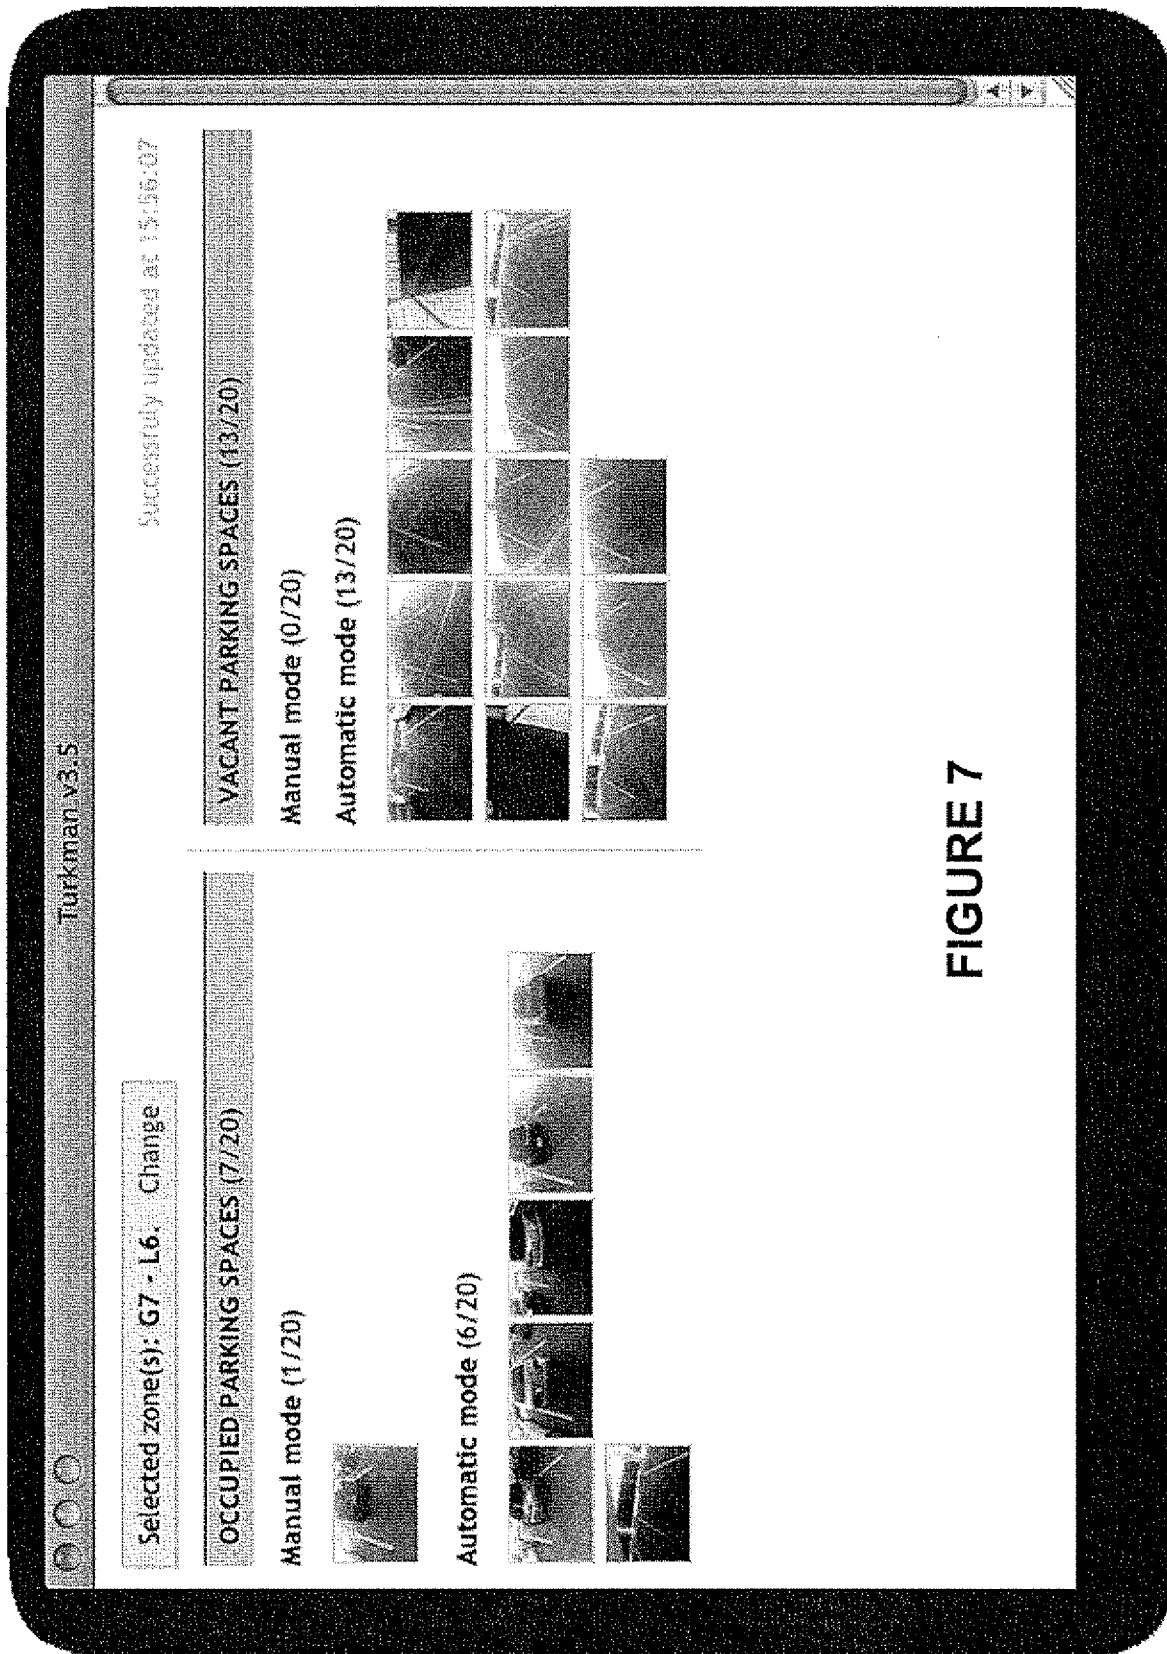 Turkman v3.5
Selected zone(s): G7 - L6. Change
Successfuly updated at 15:56:07
OCCUPIED PARKING SPACES (7/20)
Manual mode (1/20)
Automatic mode (6/20)
VACANT PARKING SPACES (13/20)
Manual mode (0/20)
Automatic mode (13/20)
FIGURE 7